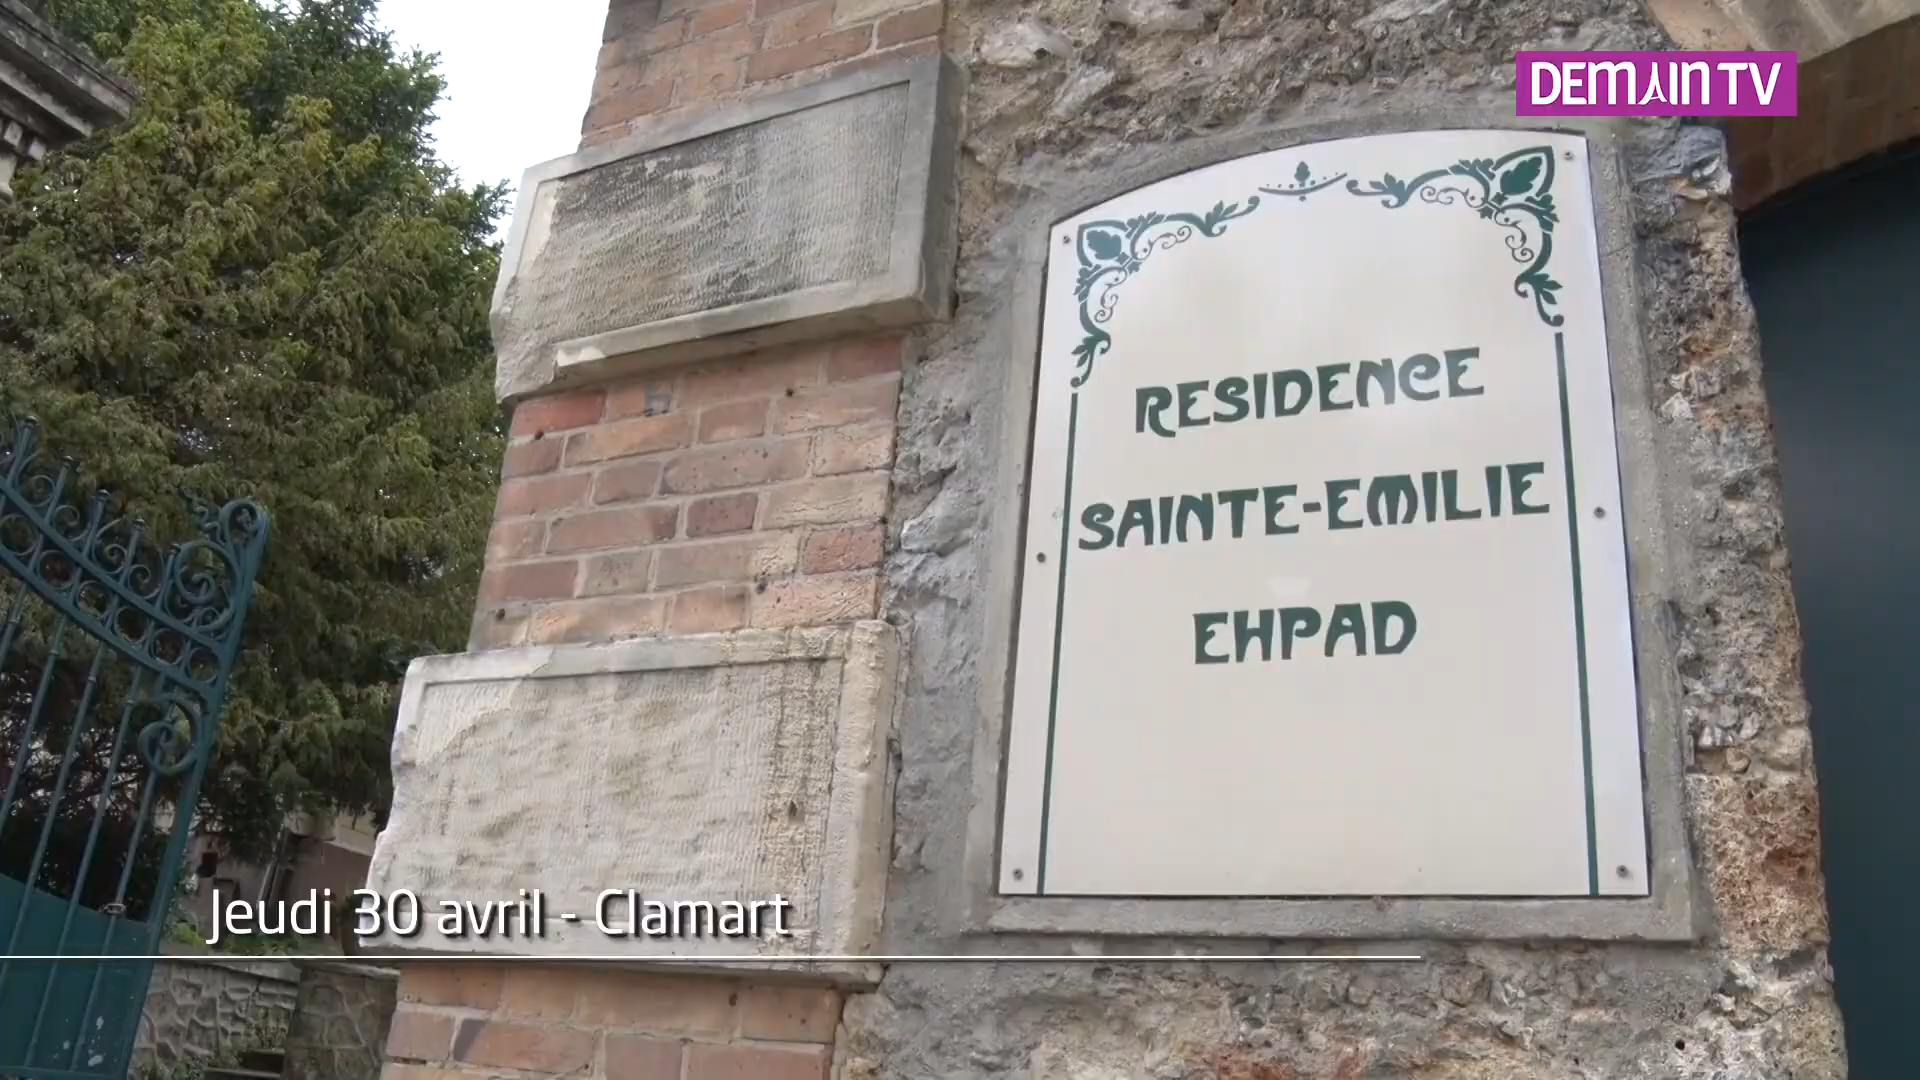 DEMAIN TV
RESIDENCE
SAINTE-EMILIE
EHPAD
Jeudi 30 avril - Clamart